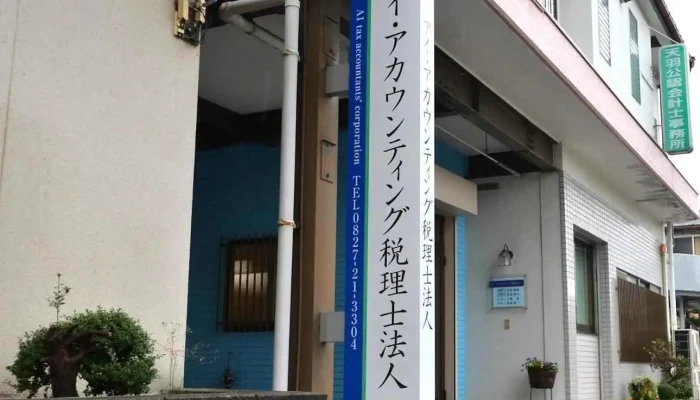 イ・アカウンティング税理士法人
AI tax accountants' corporation TEL0827-21-3304
アイ・アカウンティング税理士法人
天羽公認会計士事務所